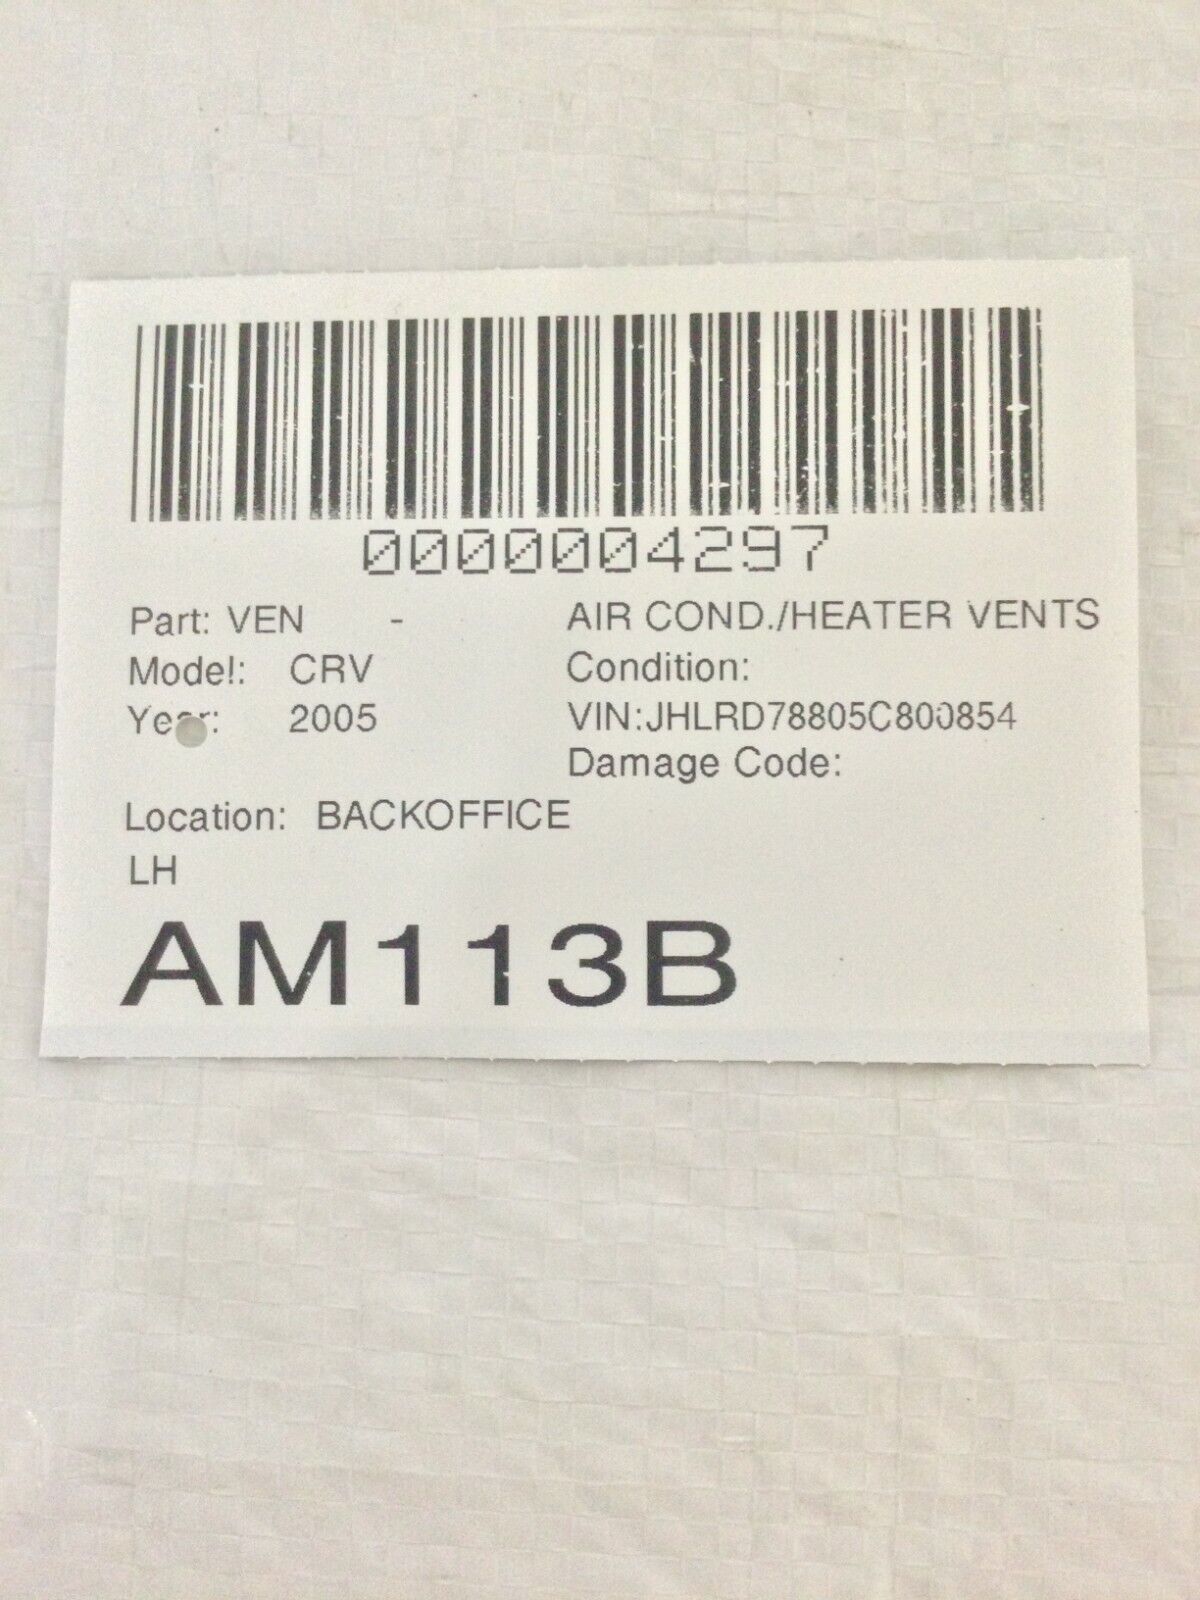 0000004297
Part: VEN - AIR COND./HEATER VENTS
Model: CRV Condition:
Year: 2005 VIN:JHLRD78805C800854
Damage Code:
Location: BACKOFFICE
LH
AM113B